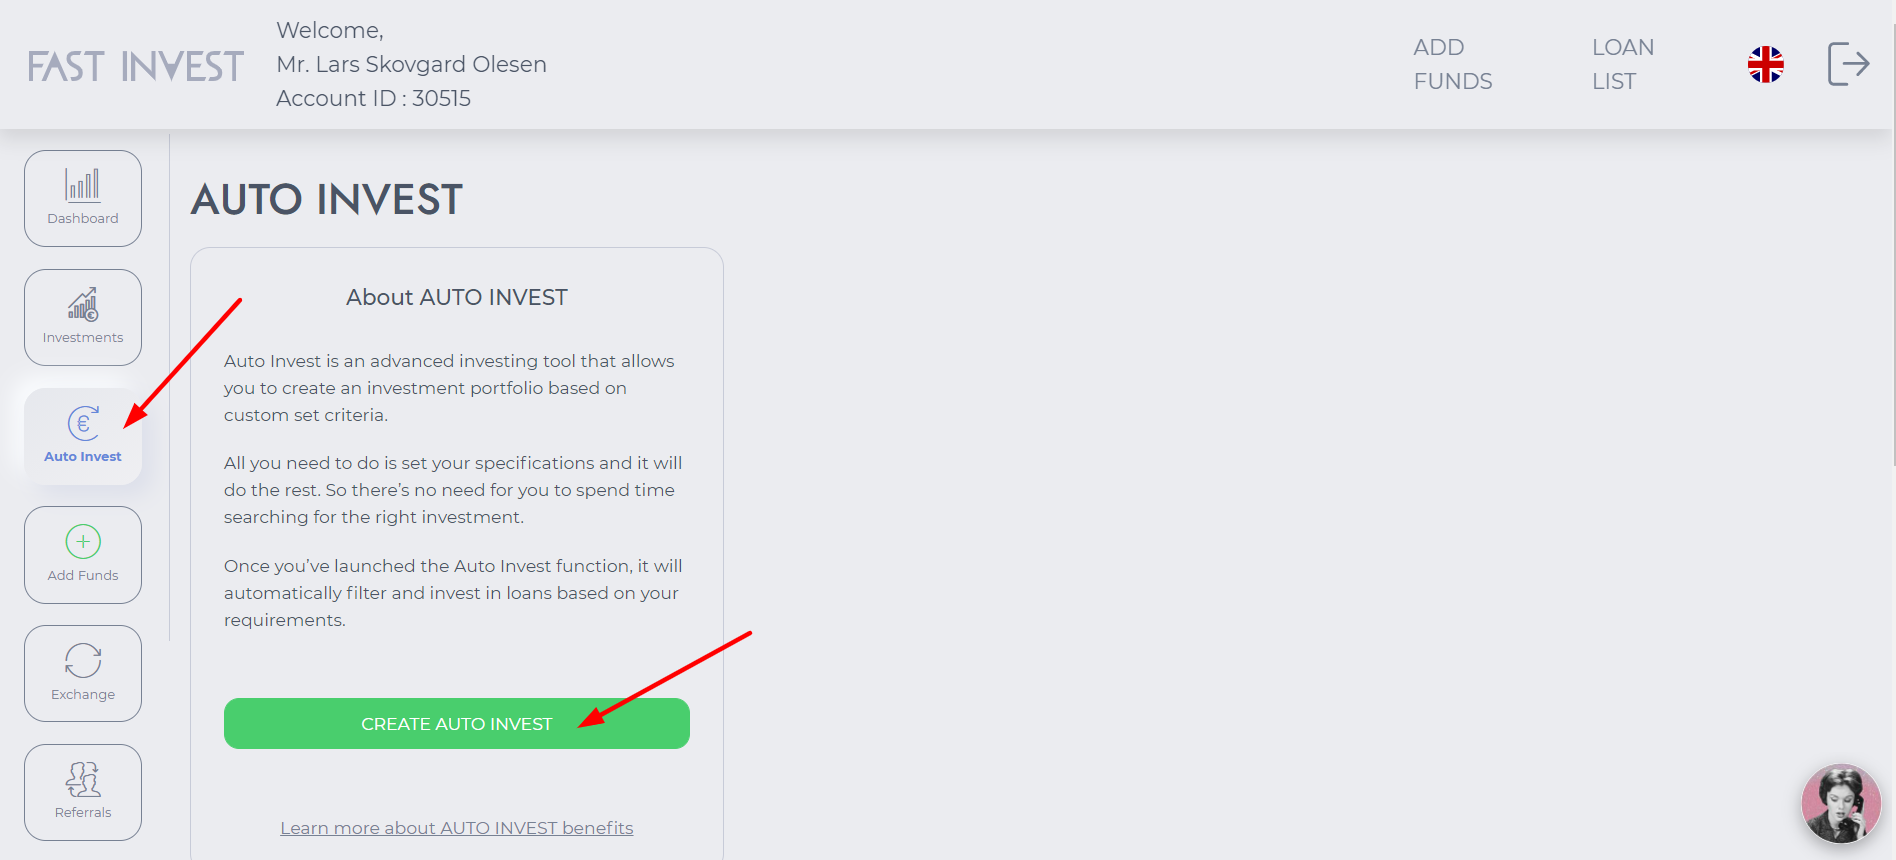 FAST INVEST
Welcome,
Mr. Lars Skovgard Olesen
Account ID : 30515
ADD
FUNDS
LOAN
LIST
Dashboard
Investments
€
Auto Invest
Add Funds
Exchange
Referrals
AUTO INVEST
About AUTO INVEST
Auto Invest is an advanced investing tool that allows
you to create an investment portfolio based on
custom set criteria.
All you need to do is set your specifications and it will
do the rest. So there’s no need for you to spend time
searching for the right investment.
Once you’ve launched the Auto Invest function, it will
automatically filter and invest in loans based on your
requirements.
CREATE AUTO INVEST
Learn more about AUTO INVEST benefits